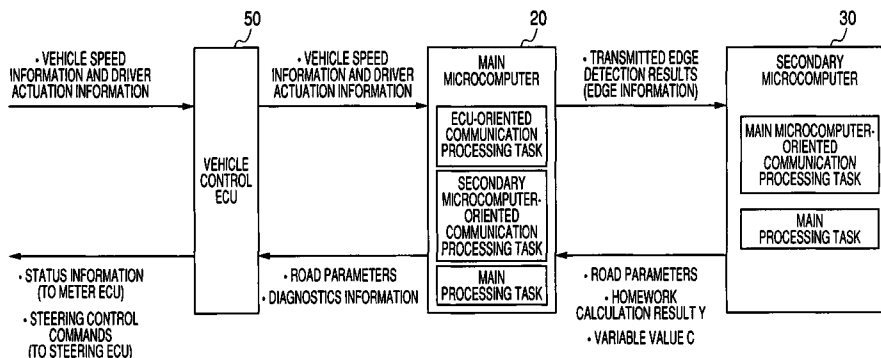 50
20
30
• VEHICLE SPEED
INFORMATION AND DRIVER
ACTUATION INFORMATION
VEHICLE
CONTROL
ECU
• STATUS INFORMATION
(TO METER ECU)
• STEERING CONTROL
COMMANDS
(TO STEERING ECU)
• VEHICLE SPEED
INFORMATION AND DRIVER
ACTUATION INFORMATION
• ROAD PARAMETERS
• DIAGNOSTICS INFORMATION
MAIN
MICROCOMPUTER
ECU-ORIENTED
COMMUNICATION
PROCESSING TASK
SECONDARY
MICROCOMPUTER-
ORIENTED
COMMUNICATION
PROCESSING TASK
MAIN
PROCESSING TASK
• TRANSMITTED EDGE
DETECTION RESULTS
(EDGE INFORMATION)
• ROAD PARAMETERS
• HOMEWORK
CALCULATION RESULT Y
• VARIABLE VALUE C
SECONDARY
MICROCOMPUTER
MAIN MICROCOMPUTER-
ORIENTED
COMMUNICATION
PROCESSING TASK
MAIN
PROCESSING TASK